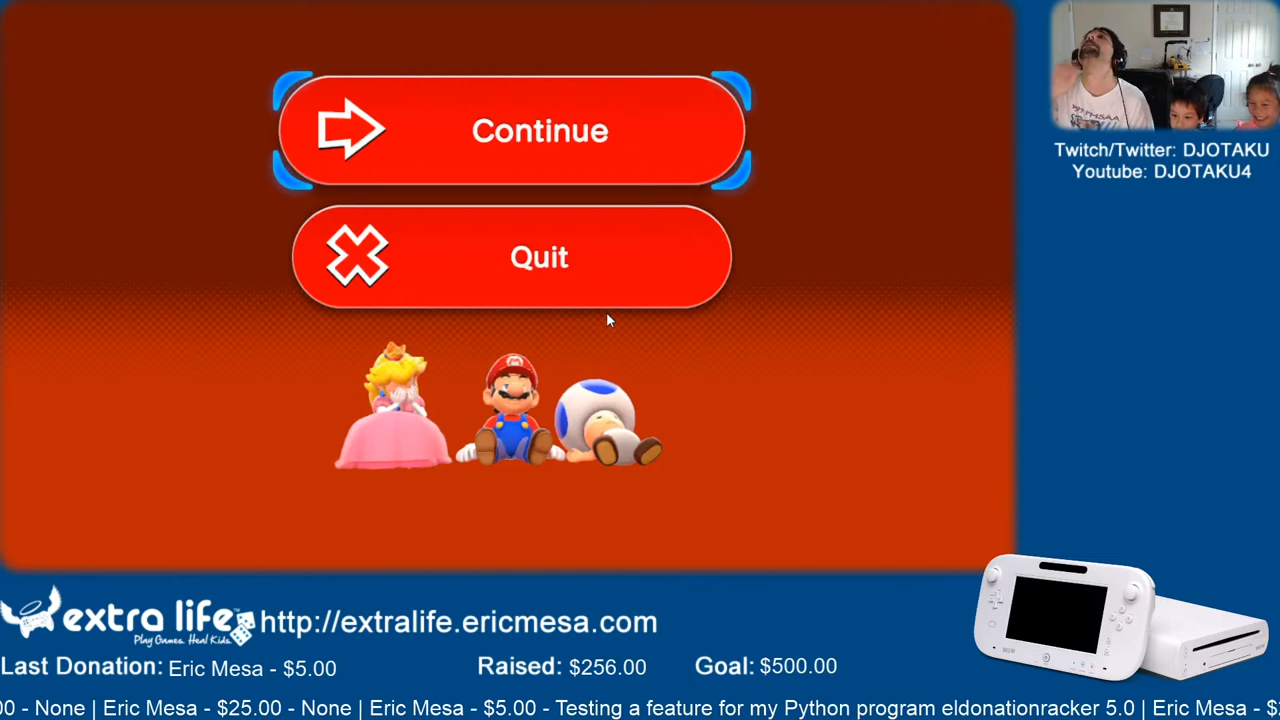 Continue
Quit
Twitch/Twitter: DJOTAKU
Youtube: DJOTAKU4
extra life
Play Games. Heal Kids.
http://extralife.ericmesa.com
Last Donation: Eric Mesa - $5.00
Raised: $256.00
Goal: $500.00
00 - None | Eric Mesa - $25.00 - None | Eric Mesa - $5.00 - Testing a feature for my Python program eldonationracker 5.0 | Eric Mesa - $